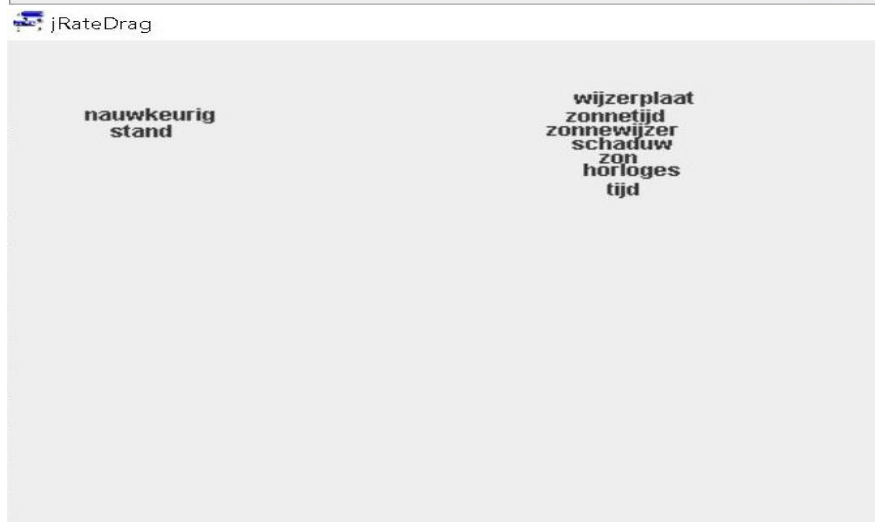 jRateDrag
nauwkeurig
stand
wijzerplaat
zonnetijd
zonnewijzer
schaduw
zon
horloges
tijd